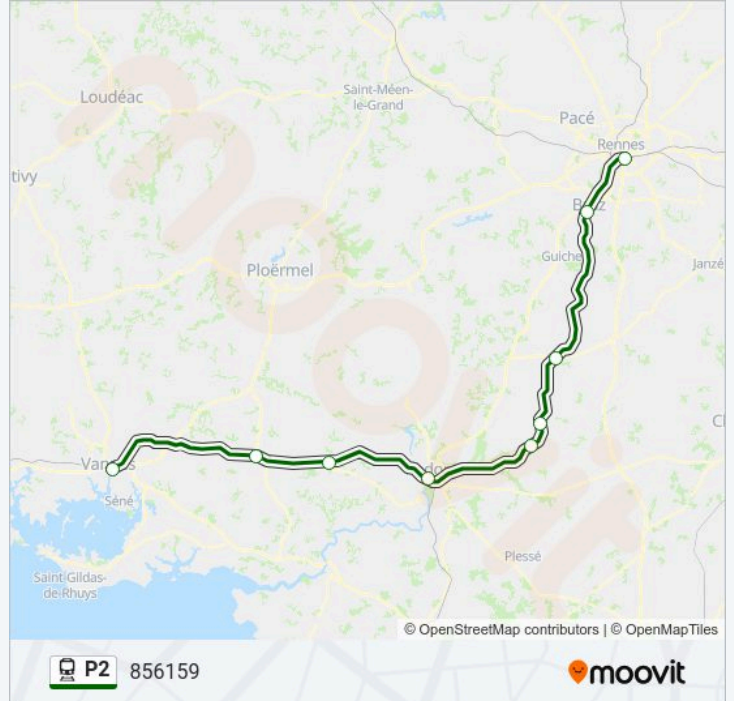 Loudéac
Saint-Méen-
le-Grand
Pacé
Rennes
tivy
Guiche
Janzé
Ploërmel
Séné
Plessé
Saint-Gildas-
de-Rhuys
© OpenStreetMap contributors | © OpenMapTiles
P2 856159
moovit